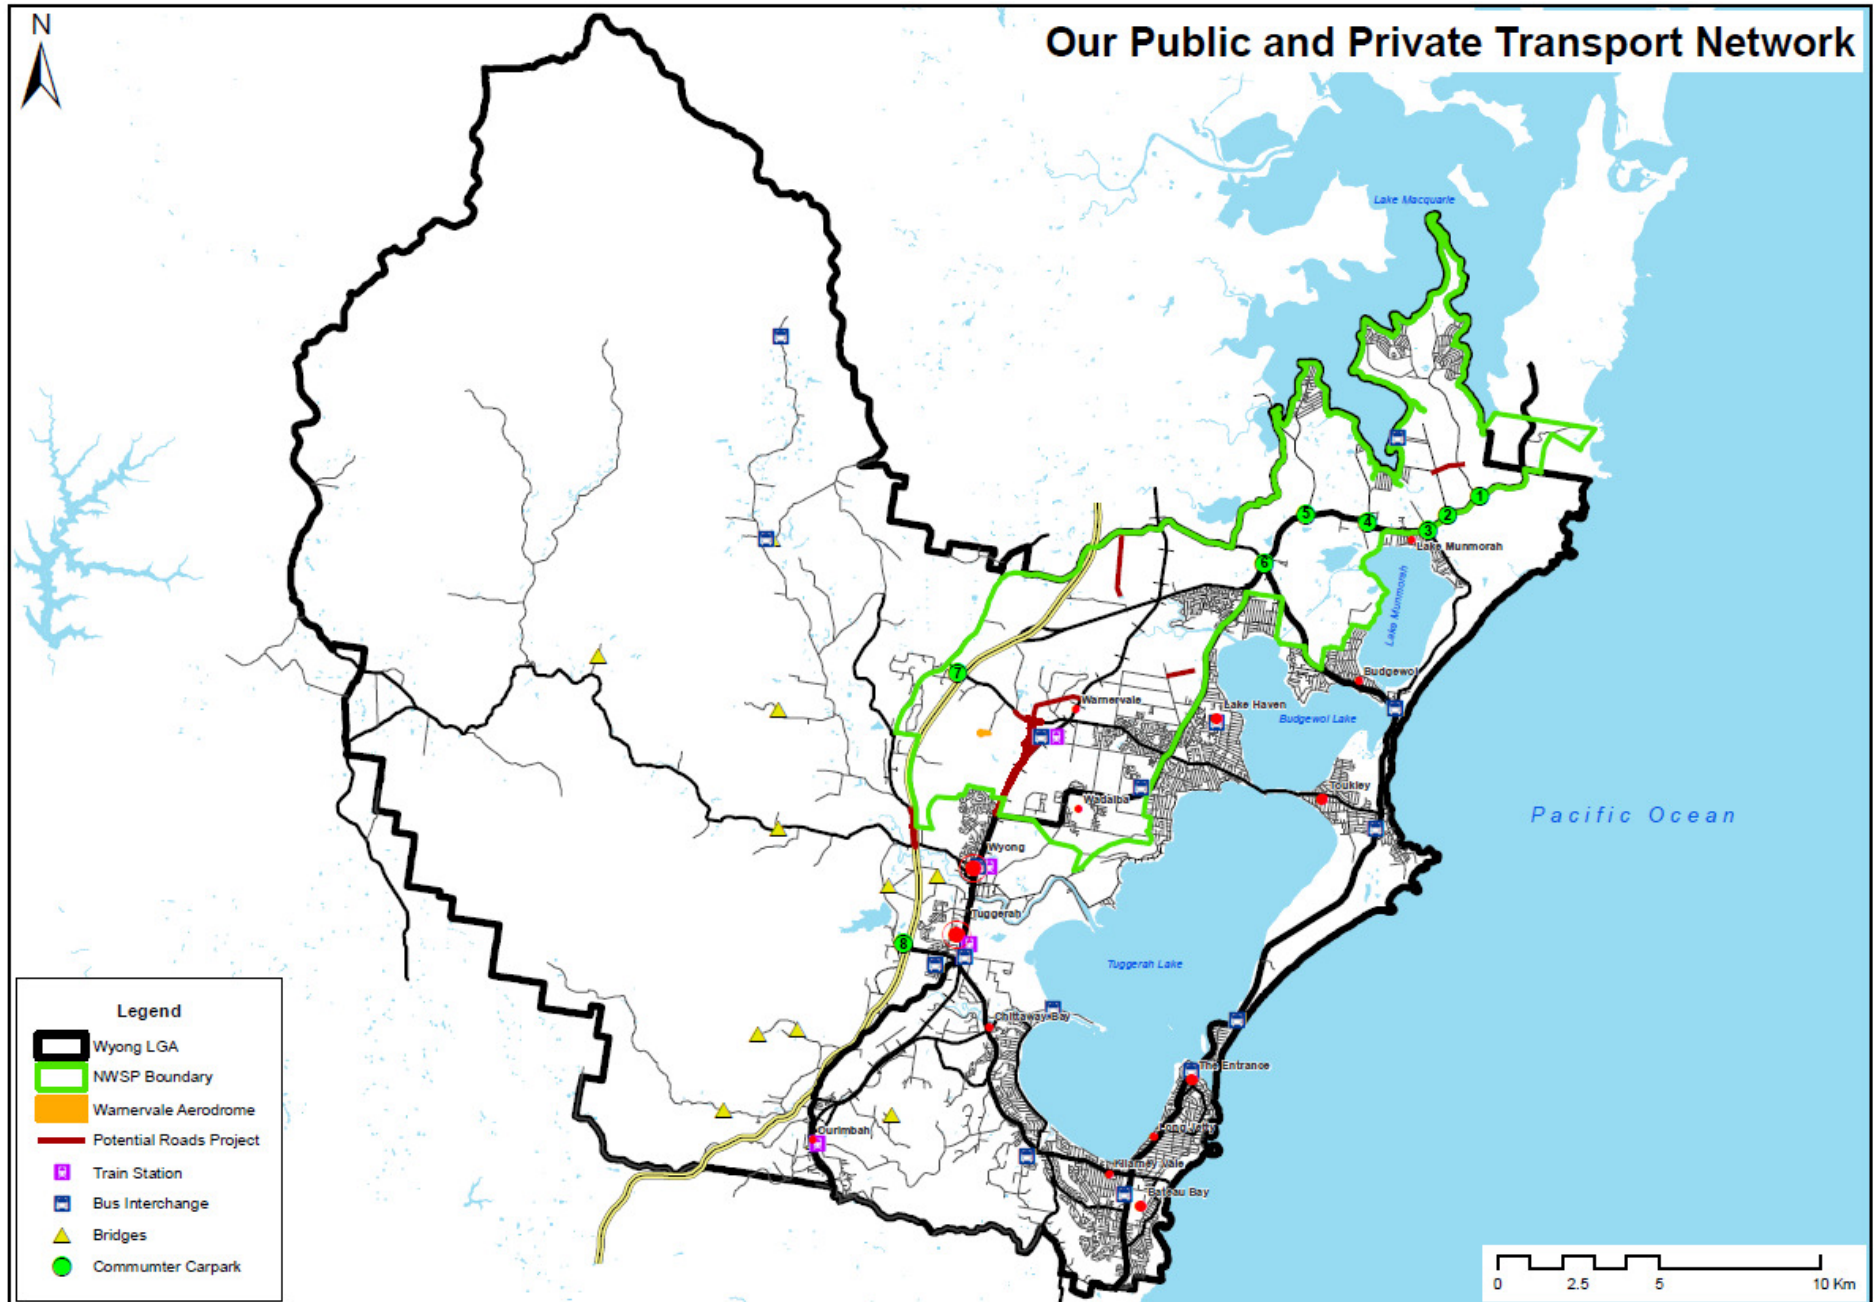 N
Our Public and Private Transport Network
Lake Macquarie
1
2
3
4
5
6
Lake Munmorah
Lake Munmorah
7
Budgewoi
Warnervale
Lake Haven
Budgewoi Lake
Wadalba
Toukley
Pacific Ocean
Wyong
Tuggerah
8
Tuggerah Lake
Chittaway Bay
The Entrance
Ourimbah
Long Jetty
Killarney Vale
Bateau Bay
Legend
Wyong LGA
NWSP Boundary
Warnervale Aerodrome
Potential Roads Project
Train Station
Bus Interchange
Bridges
Commumter Carpark
0 2.5 5 10 Km